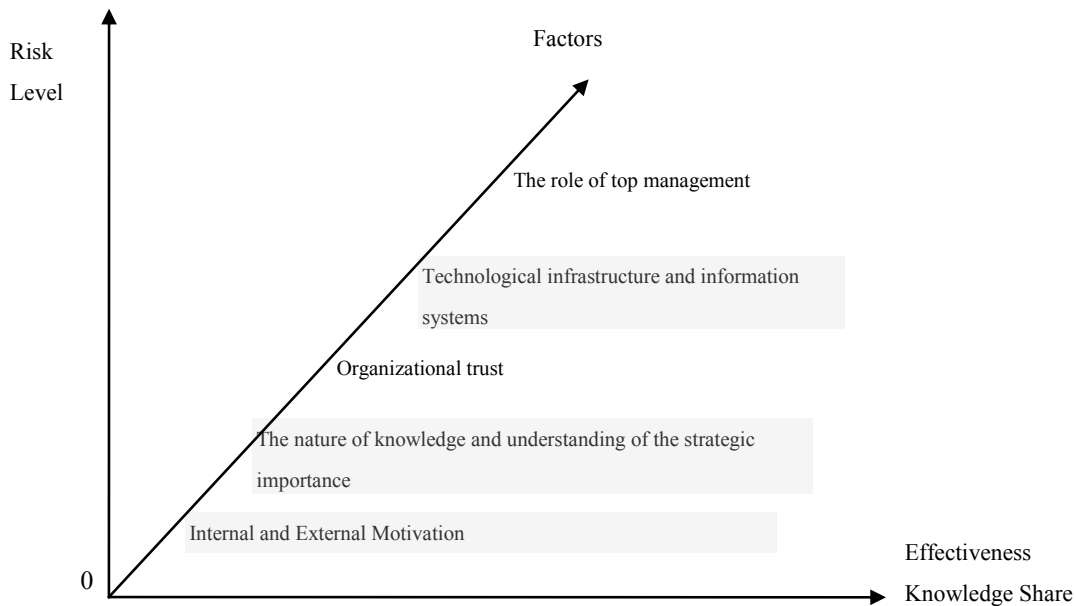 Risk
Level
Factors
The role of top management
Technological infrastructure and information
systems
Organizational trust
The nature of knowledge and understanding of the strategic
importance
Internal and External Motivation
0
Effectiveness
Knowledge Share